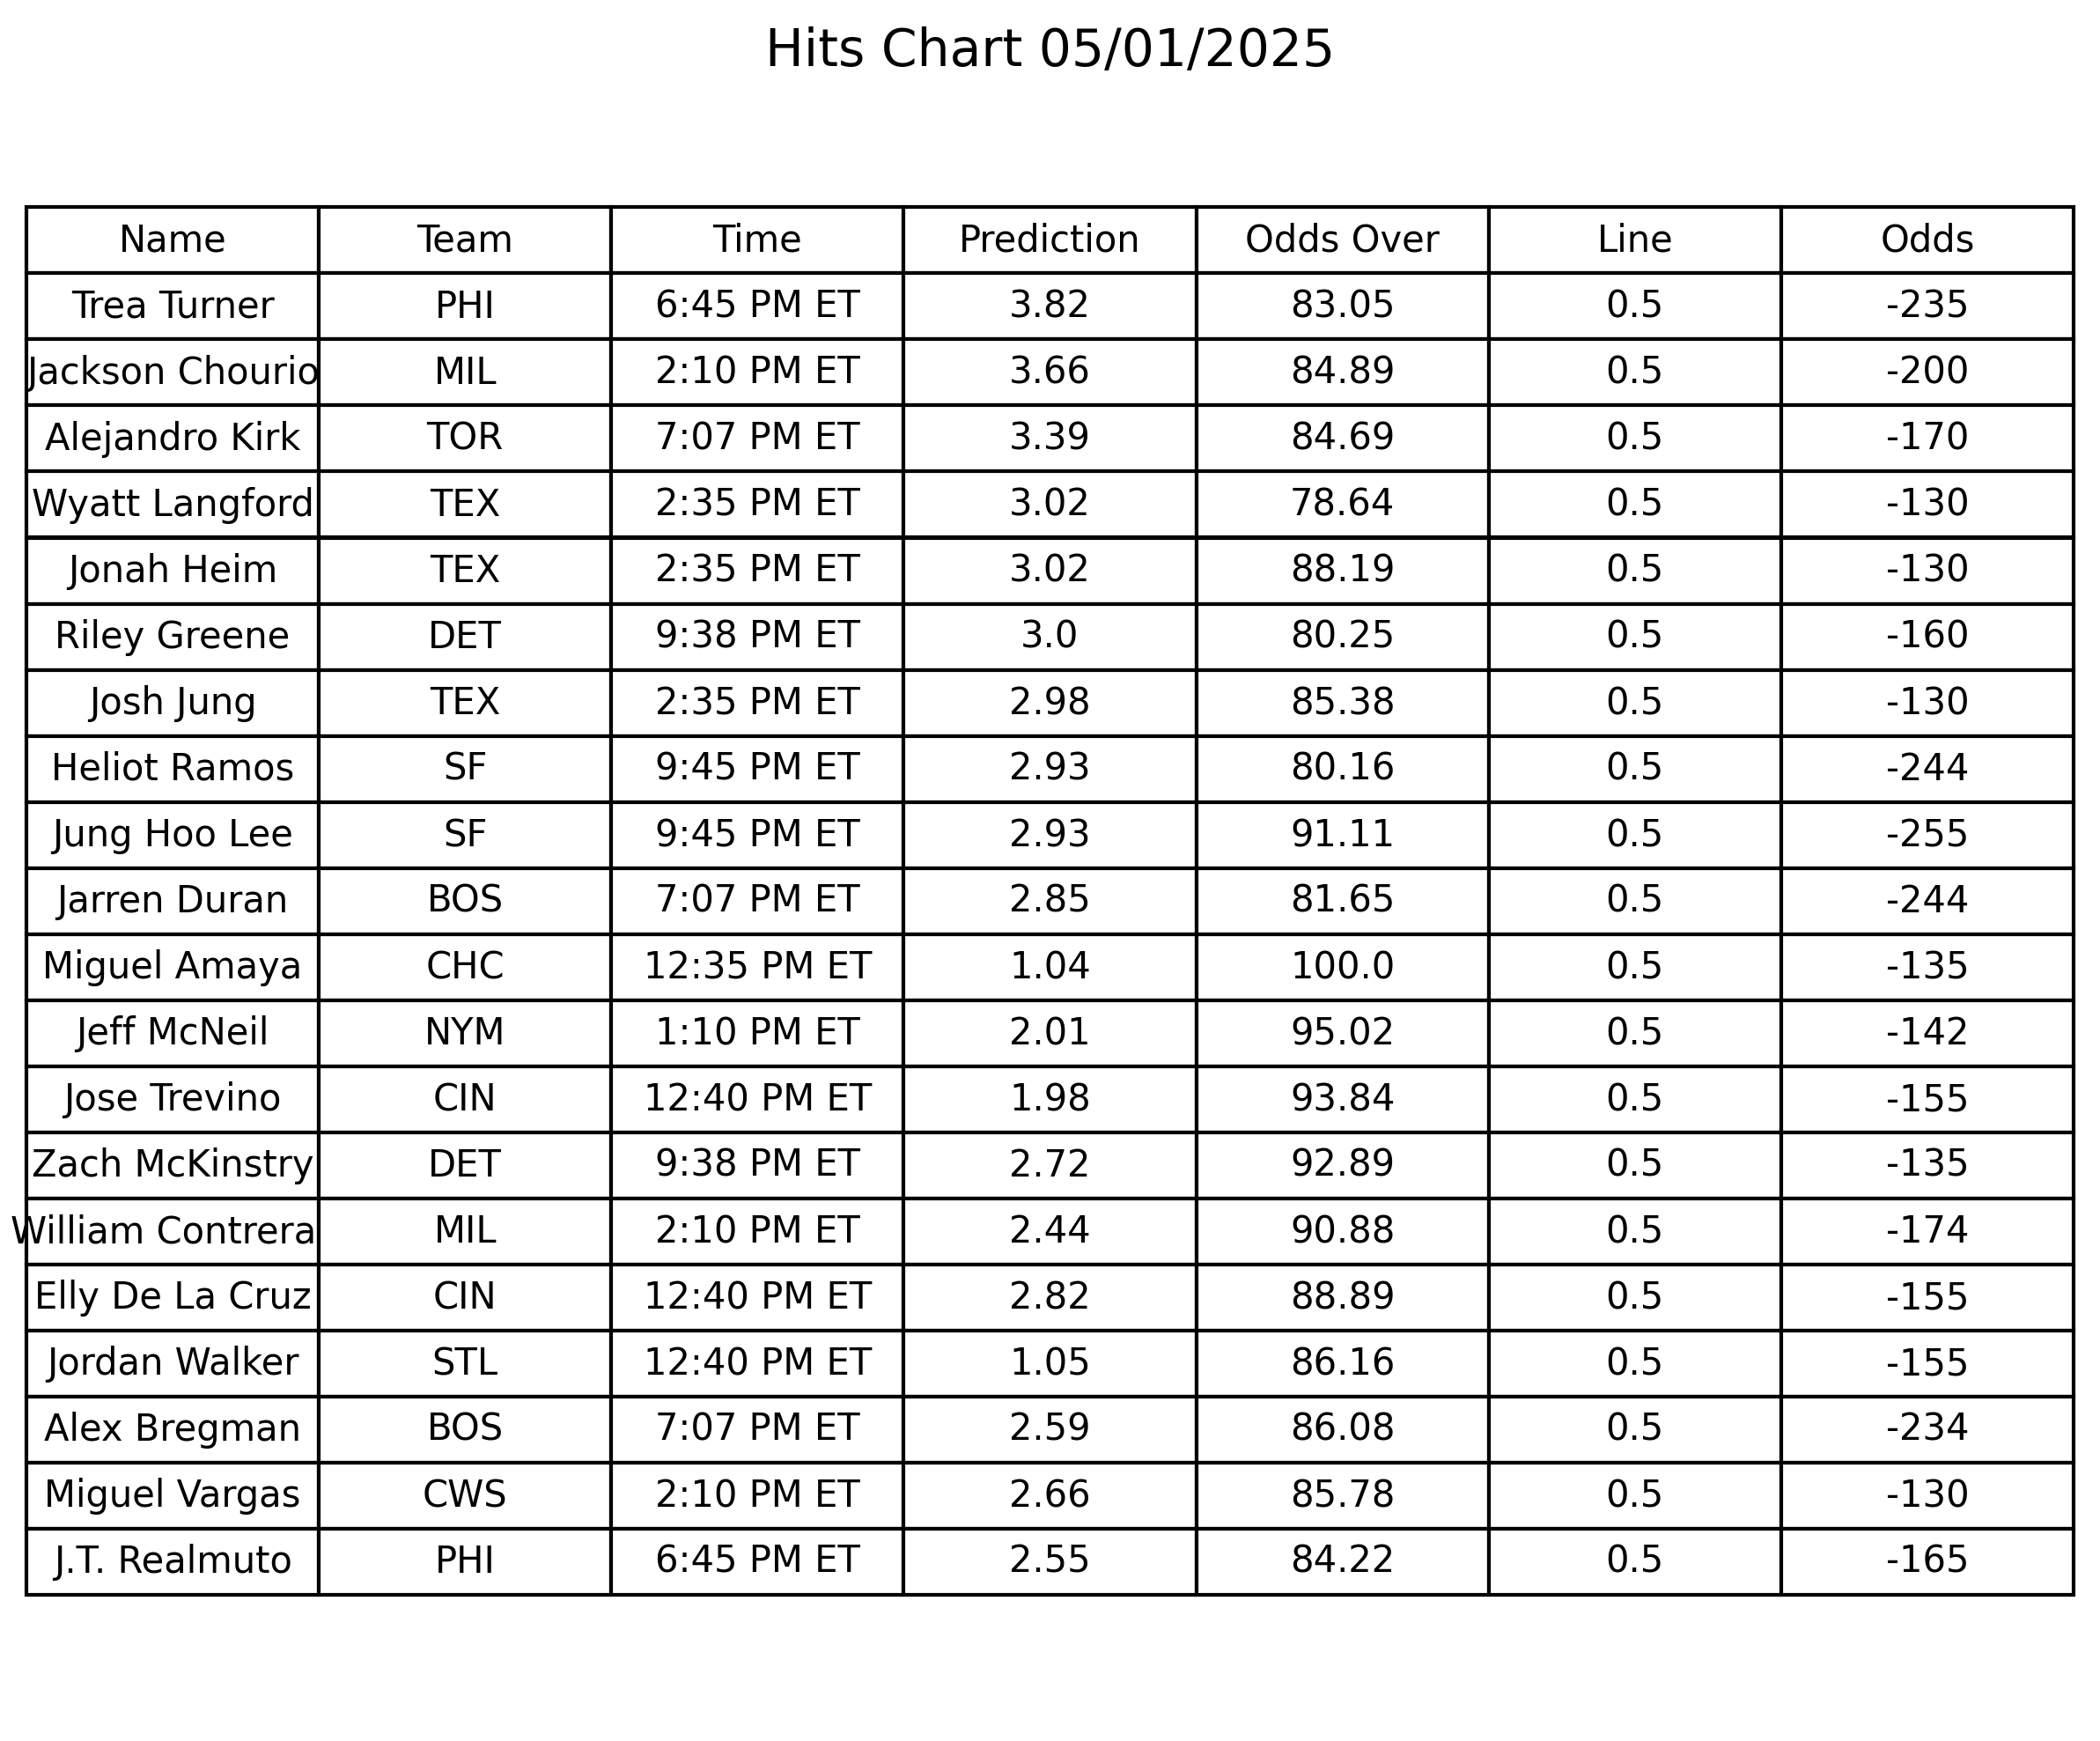 Hits Chart 05/01/2025
Name Team Time Prediction Odds Over Line Odds
Trea Turner PHI 6:45 PM ET 3.82 83.05 0.5 -235
Jackson Chourio MIL 2:10 PM ET 3.66 84.89 0.5 -200
Alejandro Kirk TOR 7:07 PM ET 3.39 84.69 0.5 -170
Wyatt Langford TEX 2:35 PM ET 3.02 78.64 0.5 -130
Jonah Heim TEX 2:35 PM ET 3.02 88.19 0.5 -130
Riley Greene DET 9:38 PM ET 3.0 80.25 0.5 -160
Josh Jung TEX 2:35 PM ET 2.98 85.38 0.5 -130
Heliot Ramos SF 9:45 PM ET 2.93 80.16 0.5 -244
Jung Hoo Lee SF 9:45 PM ET 2.93 91.11 0.5 -255
Jarren Duran BOS 7:07 PM ET 2.85 81.65 0.5 -244
Miguel Amaya CHC 12:35 PM ET 1.04 100.0 0.5 -135
Jeff McNeil NYM 1:10 PM ET 2.01 95.02 0.5 -142
Jose Trevino CIN 12:40 PM ET 1.98 93.84 0.5 -155
Zach McKinstry DET 9:38 PM ET 2.72 92.89 0.5 -135
William Contrera MIL 2:10 PM ET 2.44 90.88 0.5 -174
Elly De La Cruz CIN 12:40 PM ET 2.82 88.89 0.5 -155
Jordan Walker STL 12:40 PM ET 1.05 86.16 0.5 -155
Alex Bregman BOS 7:07 PM ET 2.59 86.08 0.5 -234
Miguel Vargas CWS 2:10 PM ET 2.66 85.78 0.5 -130
J.T. Realmuto PHI 6:45 PM ET 2.55 84.22 0.5 -165